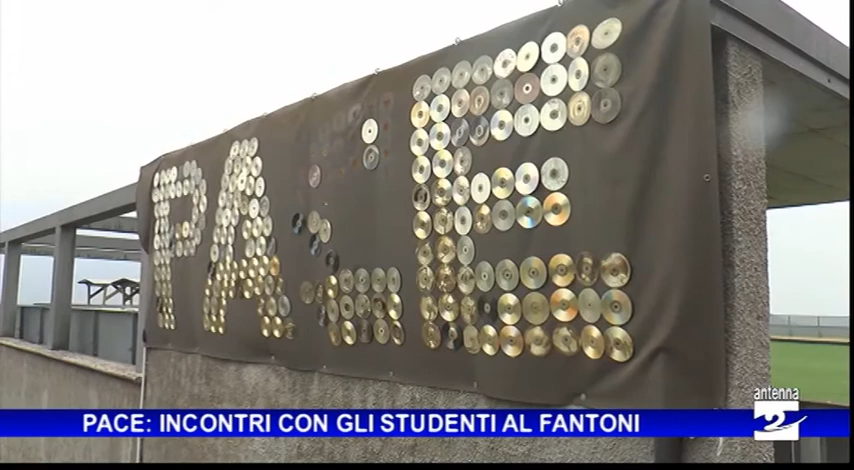 PACE
PACE: INCONTRI CON GLI STUDENTI AL FANTONI
antenna
2